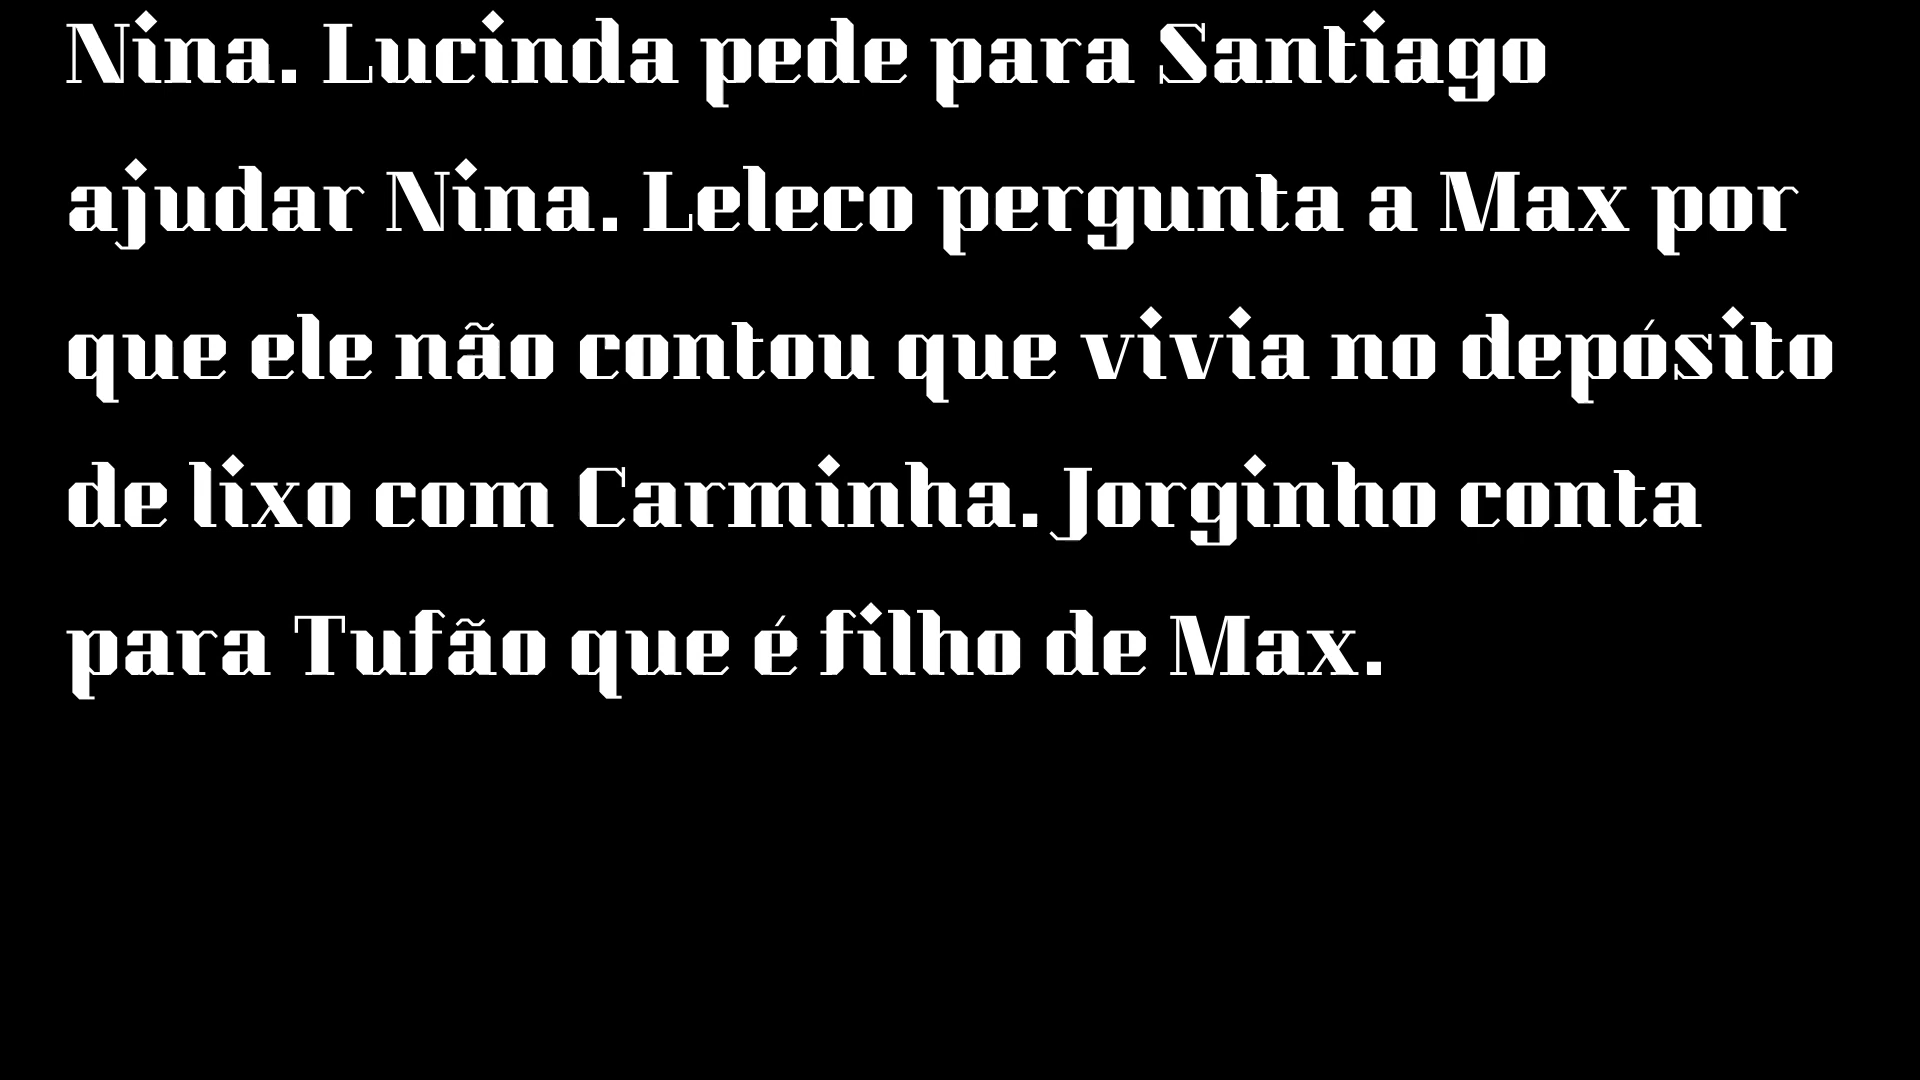 Nina. Lucinda pede para Santiago
ajudar Nina. Leleco pergunta a Max por
que ele não contou que vivia no depósito
de lixo com Carminha. Jorginho conta
para Tufão que é filho de Max.